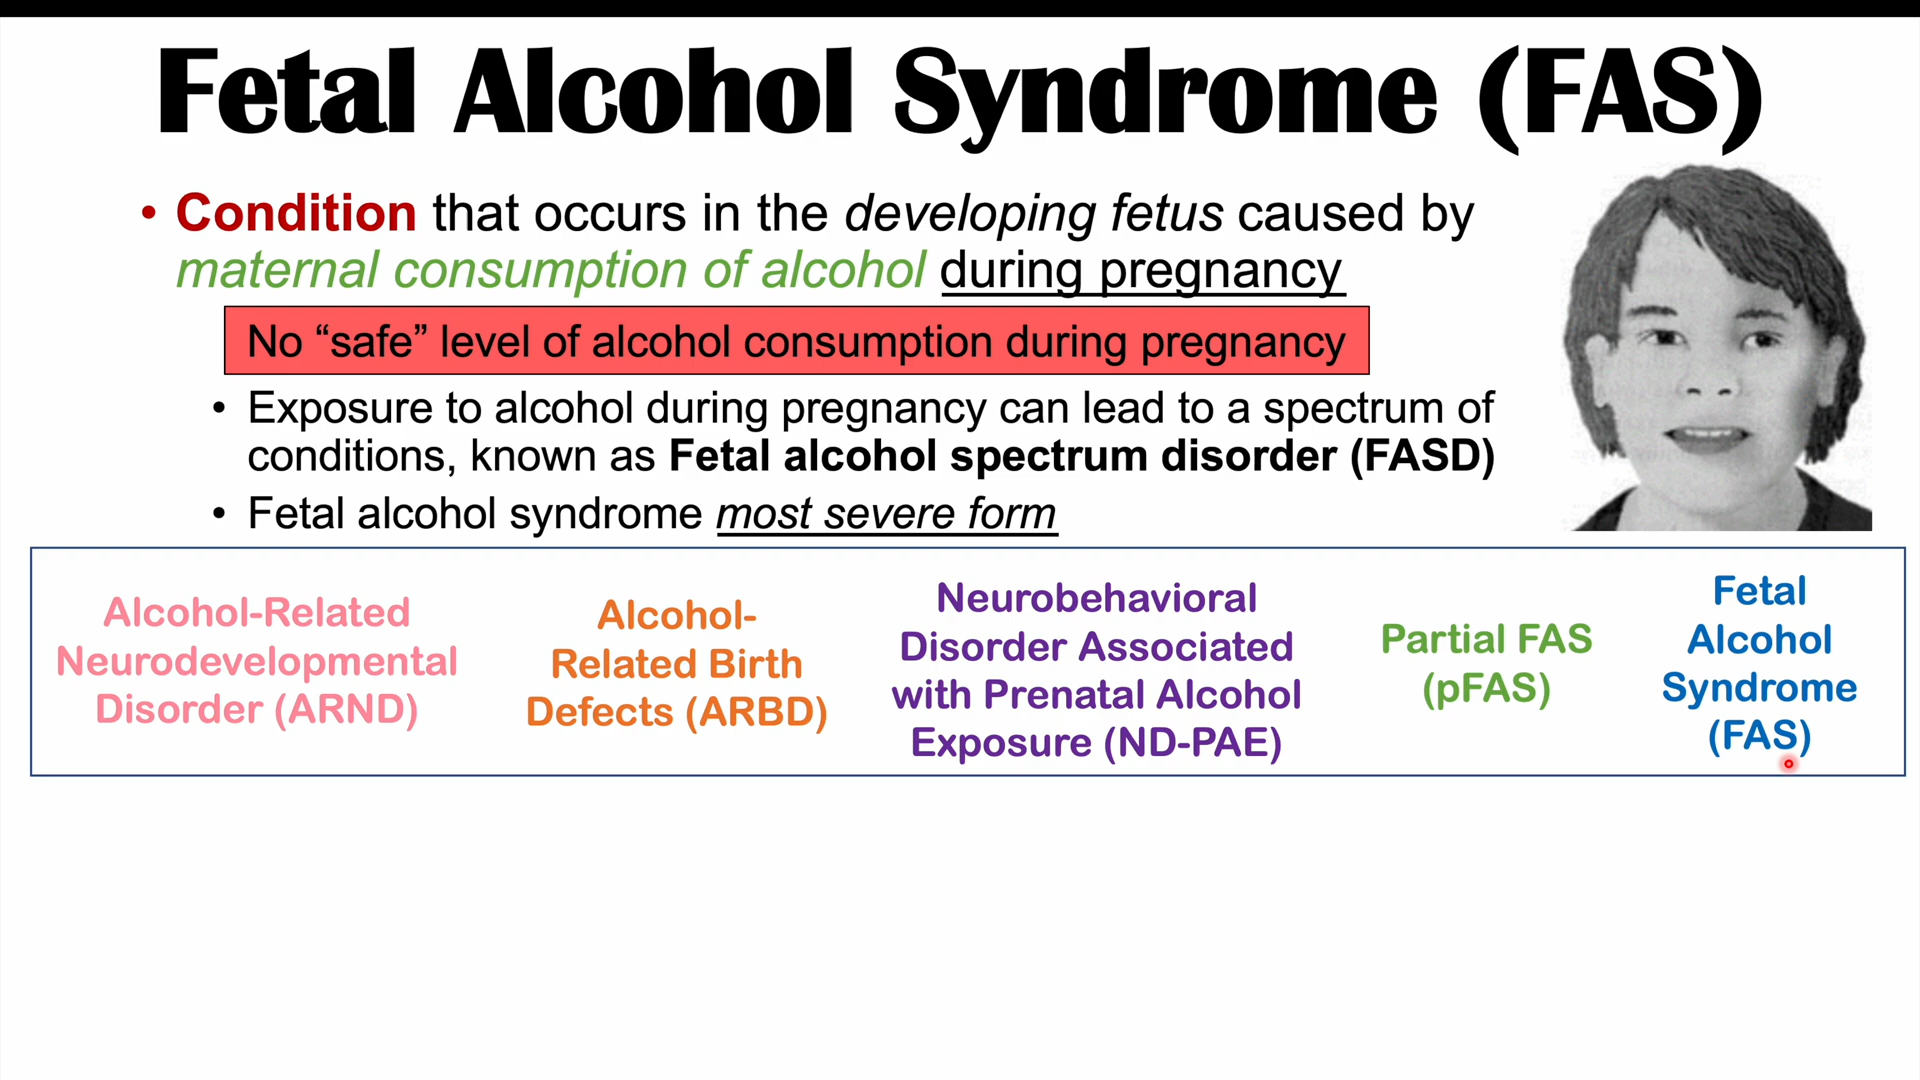 Fetal Alcohol Syndrome (FAS)
• Condition that occurs in the developing fetus caused by
maternal consumption of alcohol during pregnancy
No “safe” level of alcohol consumption during pregnancy
• Exposure to alcohol during pregnancy can lead to a spectrum of
conditions, known as Fetal alcohol spectrum disorder (FASD)
• Fetal alcohol syndrome most severe form
Alcohol-Related
Neurodevelopmental
Disorder (ARND)
Alcohol-
Related Birth
Defects (ARBD)
Neurobehavioral
Disorder Associated
with Prenatal Alcohol
Exposure (ND-PAE)
Partial FAS
(pFAS)
Fetal
Alcohol
Syndrome
(FAS)